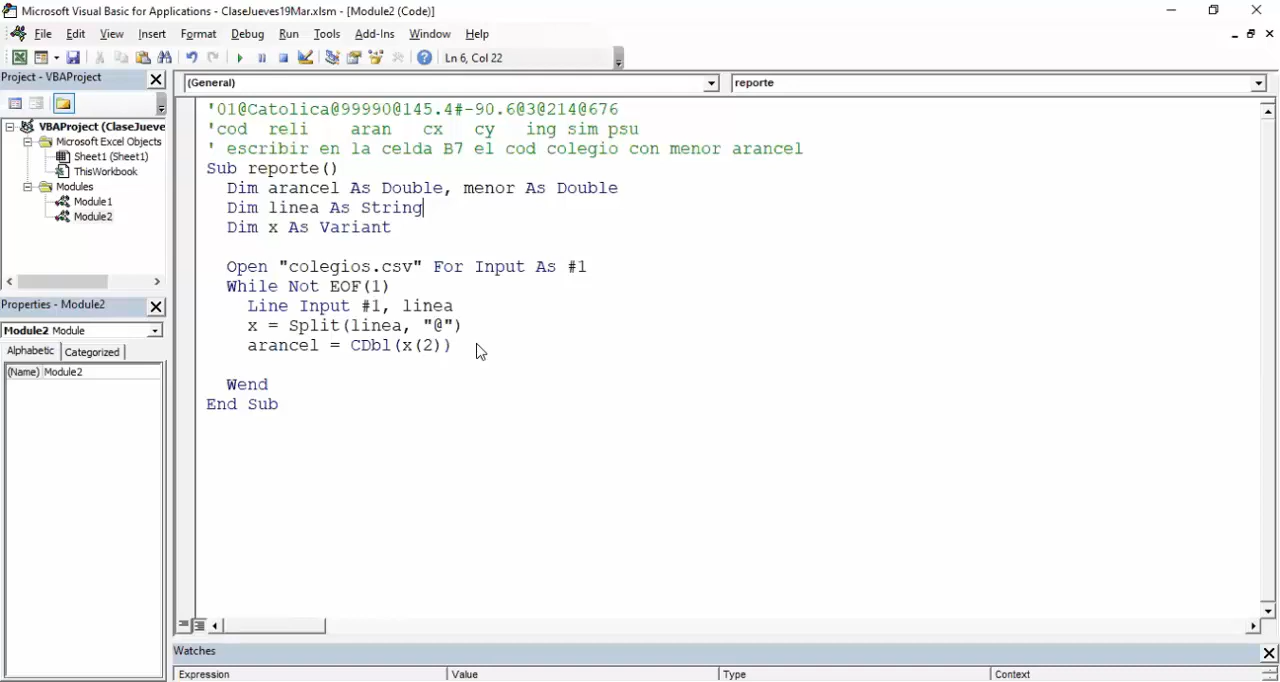 Microsoft Visual Basic for Applications - ClaseJueves19Mar.xlsm - [Module2 (Code)]
File Edit View Insert Format Debug Run Tools Add-Ins Window Help
Ln 6, Col 22
Project - VBAProject
(General)
reporte
VBAProject (ClaseJueve
Microsoft Excel Objects
Sheet1 (Sheet1)
ThisWorkbook
Modules
Module1
Module2
Properties - Module2
Module2 Module
Alphabetic Categorized
(Name) Module2
'01@Catolica@99990@145.4#-90.6@3@214@676
'cod reli aran cx cy ing sim psu
' escribir en la celda B7 el cod colegio con menor arancel
Sub reporte()
Dim arancel As Double, menor As Double
Dim linea As String
Dim x As Variant
Open "colegios.csv" For Input As #1
While Not EOF(1)
Line Input #1, linea
x = Split(linea, "@")
arancel = CDbl(x(2))
Wend
End Sub
Watches
Expression Value Type Context